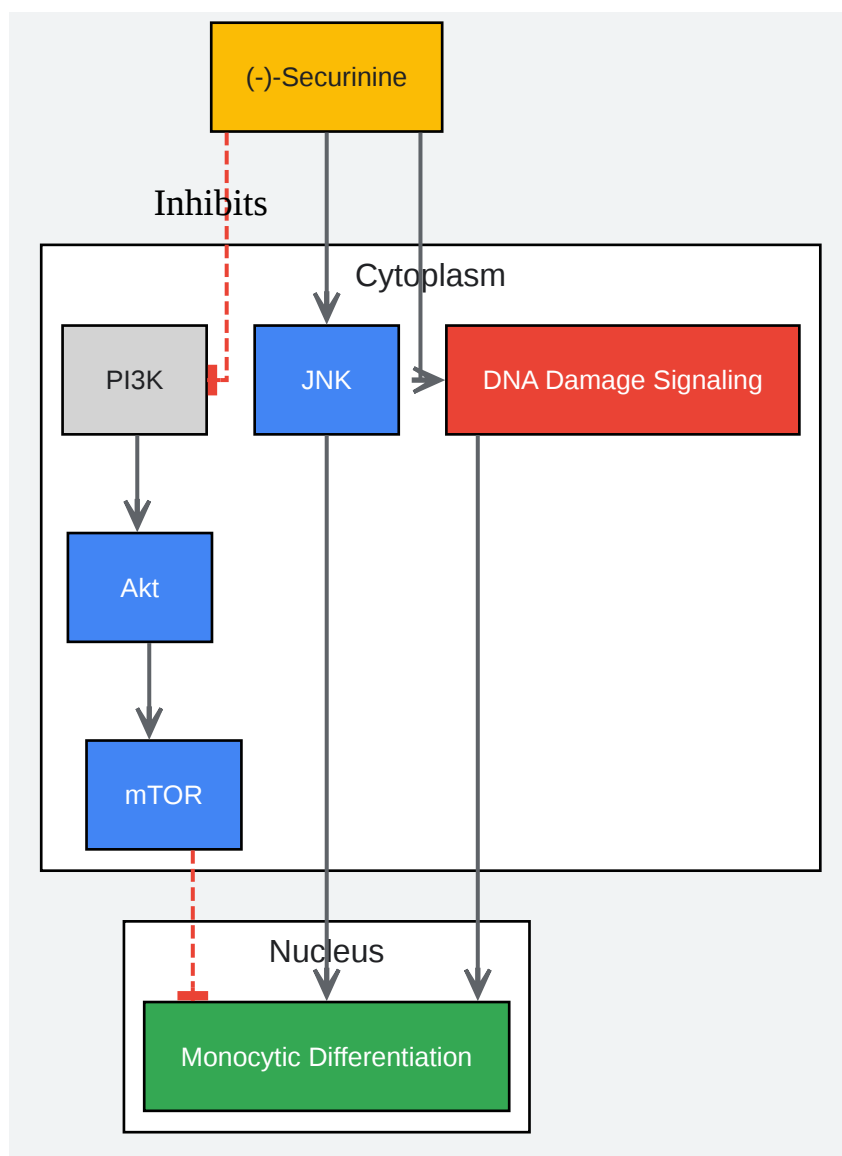 (-)-Securinine
Inhibits
Cytoplasm
PI3K
JNK
DNA Damage Signaling
Akt
mTOR
Nucleus
Monocytic Differentiation